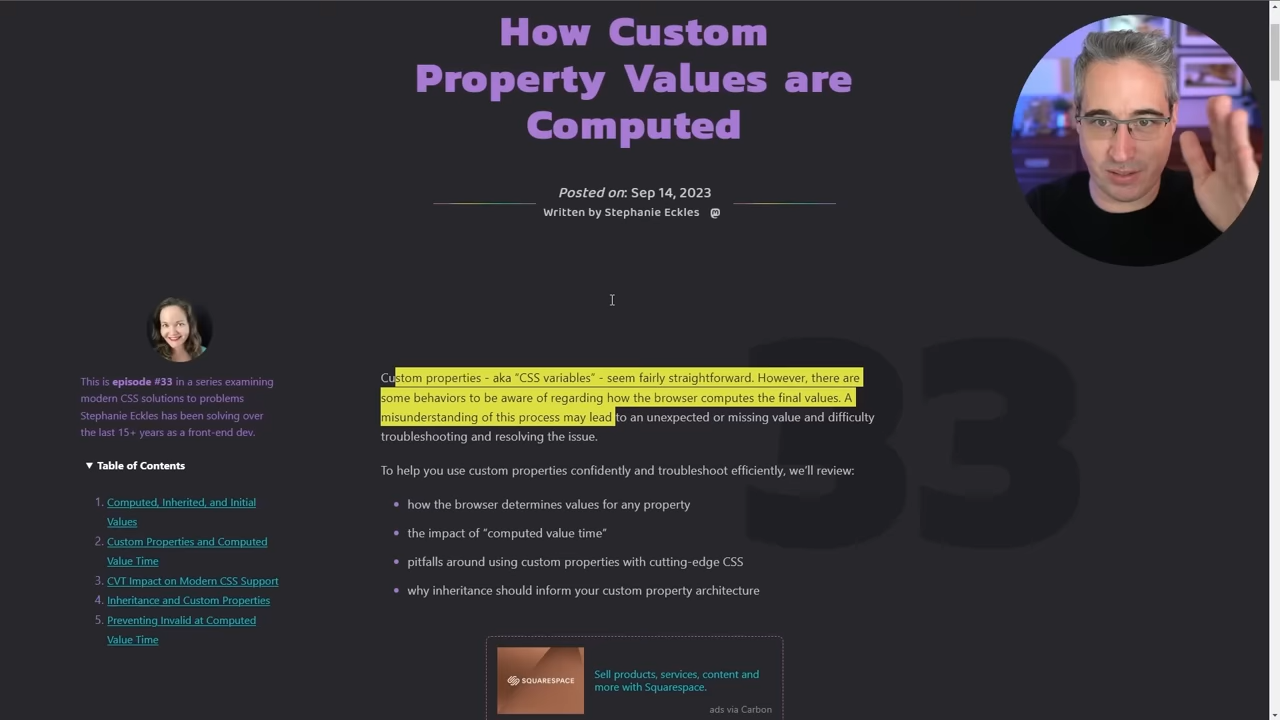 How Custom
Property Values are
Computed
Posted on: Sep 14, 2023
Written by Stephanie Eckles
This is episode #33 in a series examining
modern CSS solutions to problems
Stephanie Eckles has been solving over
the last 15+ years as a front-end dev.
▼ Table of Contents
1. Computed, Inherited, and Initial
Values
2. Custom Properties and Computed
Value Time
3. CVT Impact on Modern CSS Support
4. Inheritance and Custom Properties
5. Preventing Invalid at Computed
Value Time
33
Custom properties - aka “CSS variables” - seem fairly straightforward. However, there are
some behaviors to be aware of regarding how the browser computes the final values. A
misunderstanding of this process may lead to an unexpected or missing value and difficulty
troubleshooting and resolving the issue.
To help you use custom properties confidently and troubleshoot efficiently, we’ll review:
• how the browser determines values for any property
• the impact of “computed value time”
• pitfalls around using custom properties with cutting-edge CSS
• why inheritance should inform your custom property architecture
SQUARESPACE
Sell products, services, content and
more with Squarespace.
ads via Carbon